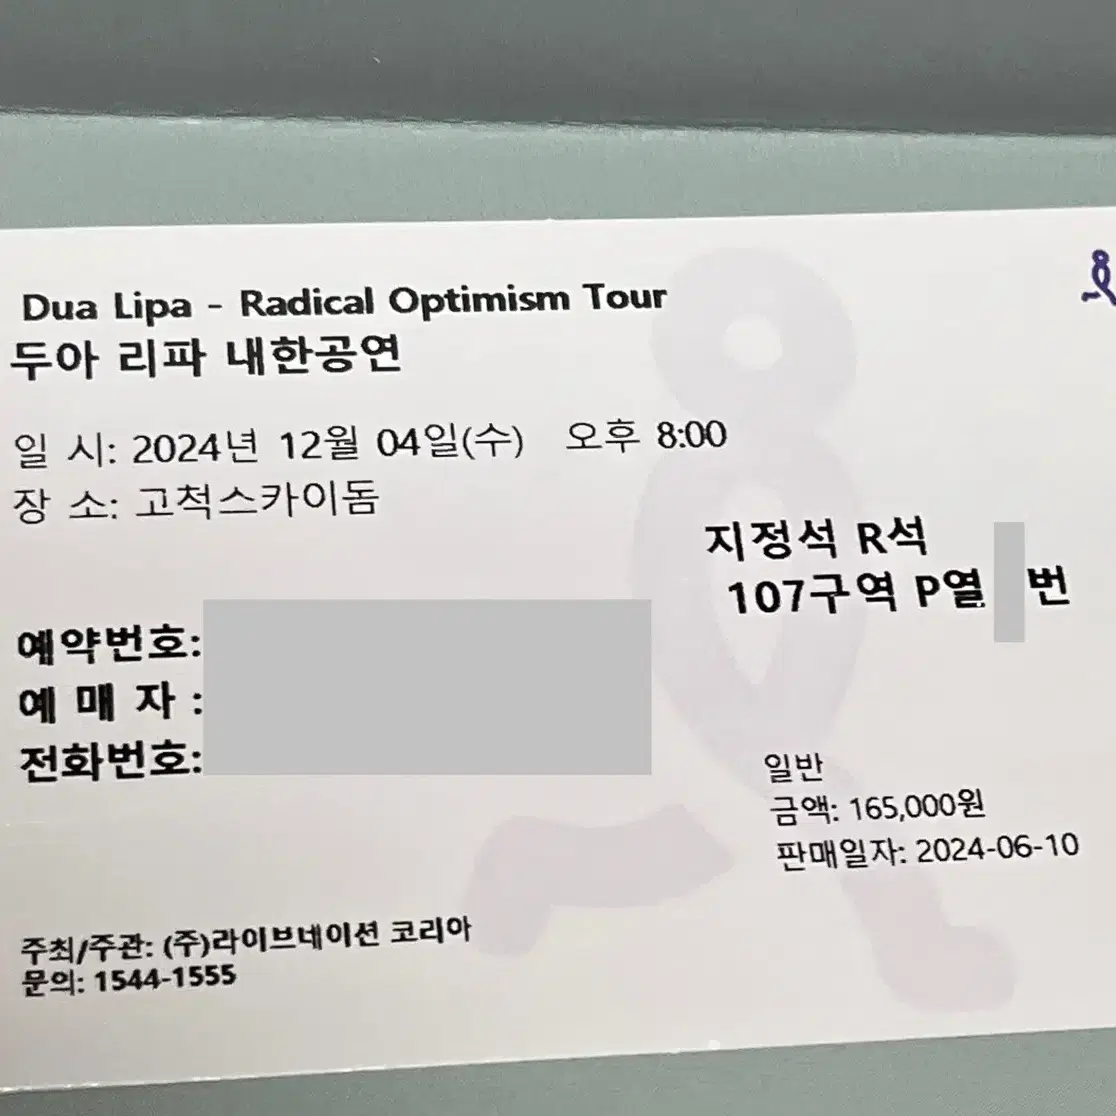 Dua Lipa - Radical Optimism Tour
두아 리파 내한공연
일 시: 2024년 12월 04일(수) 오후 8:00
장 소: 고척스카이돔
지정석 R석
107구역 P열 번
예약번호:
예 매 자 :
전화번호:
일반
금액: 165,000원
판매일자: 2024-06-10
주최/주관: (주)라이브네이션 코리아
문의: 1544-1555